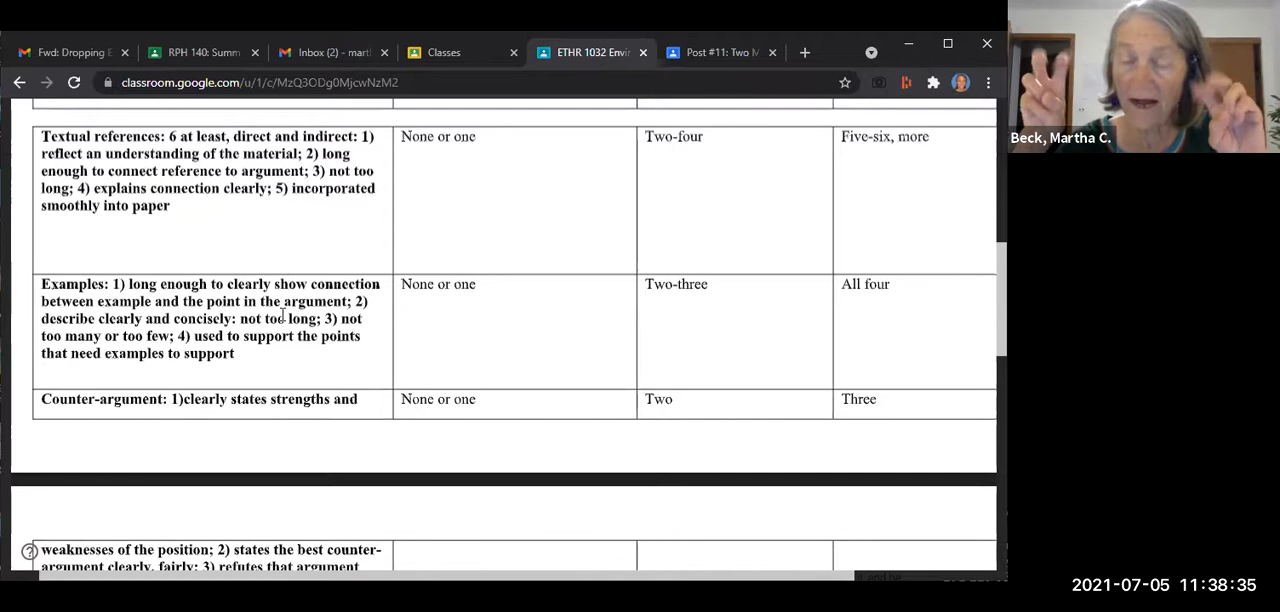 Fwd: Dropping E
RPH 140: Summ
Inbox (2) - mart
Classes
ETHR 1032 Envi
Post #11: Two M
classroom.google.com/u/1/c/MzQ3ODg0MjcwNzM2
Textual references: 6 at least, direct and indirect: 1)
reflect an understanding of the material; 2) long
enough to connect reference to argument; 3) not too
long; 4) explains connection clearly; 5) incorporated
smoothly into paper
None or one
Two-four
Five-six, more
Examples: 1) long enough to clearly show connection
between example and the point in the argument; 2)
describe clearly and concisely: not too long; 3) not
too many or too few; 4) used to support the points
that need examples to support
None or one
Two-three
All four
Counter-argument: 1)clearly states strengths and
None or one
Two
Three
weaknesses of the position; 2) states the best counter-
argument clearly, fairly; 3) refutes that argument
Beck, Martha C.
2021-07-05 11:38:35